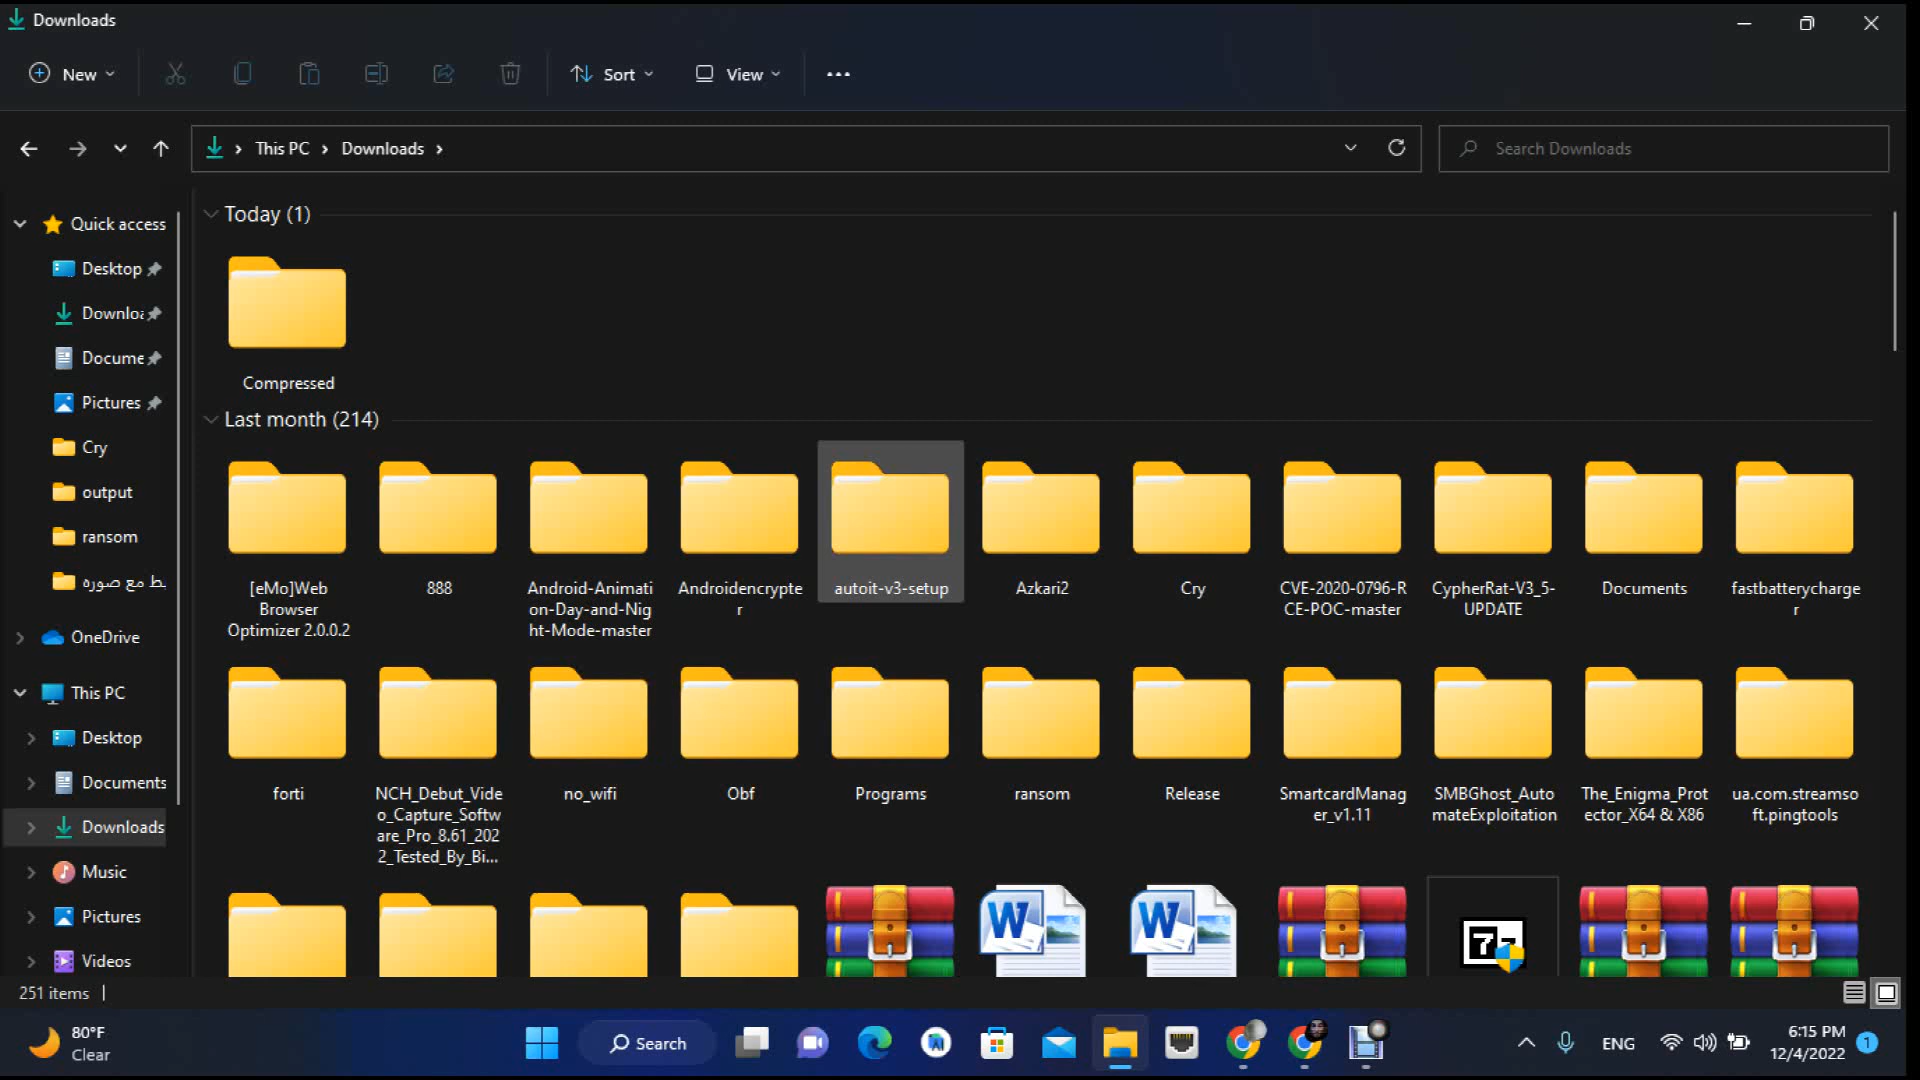 Downloads
New
Sort
View
This PC
Downloads
Search Downloads
Quick access
Desktop
Downloa
Docume
Pictures
Cry
output
ransom
ط مع صوره
OneDrive
This PC
Desktop
Documents
Downloads
Music
Pictures
Videos
Today (1)
Compressed
Last month (214)
[eMo]Web
Browser
Optimizer 2.0.0.2
888
Android-Animati
on-Day-and-Nig
ht-Mode-master
Androidencrypte
r
autoit-v3-setup
Azkari2
Cry
CVE-2020-0796-R
CE-POC-master
CypherRat-V3_5-
UPDATE
Documents
fastbatterycharge
r
forti
NCH_Debut_Vide
o_Capture_Softw
are_Pro_8.61_202
2_Tested_By_Bi...
no_wifi
Obf
Programs
ransom
Release
SmartcardManag
er_v1.11
SMBGhost_Auto
mateExploitation
The_Enigma_Prot
ector_X64 & X86
ua.com.streamso
ft.pingtools
251 items
80°F
Clear
Search
ENG
6:15 PM
12/4/2022
1